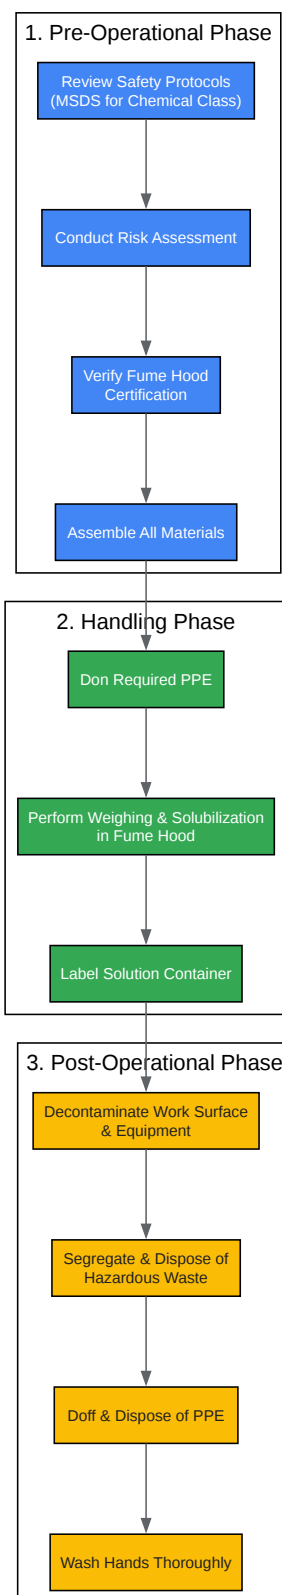 1. Pre-Operational Phase
Review Safety Protocols
(MSDS for Chemical Class)
Conduct Risk Assessment
Verify Fume Hood
Certification
Assemble All Materials
2. Handling Phase
Don Required PPE
Perform Weighing & Solubilization
in Fume Hood
Label Solution Container
3. Post-Operational Phase
Decontaminate Work Surface
& Equipment
Segregate & Dispose of
Hazardous Waste
Doff & Dispose of PPE
Wash Hands Thoroughly